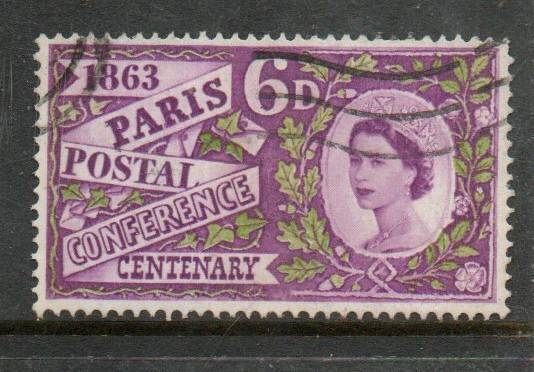 1863
PARIS
POSTAL
CONFERENCE
CENTENARY
6D